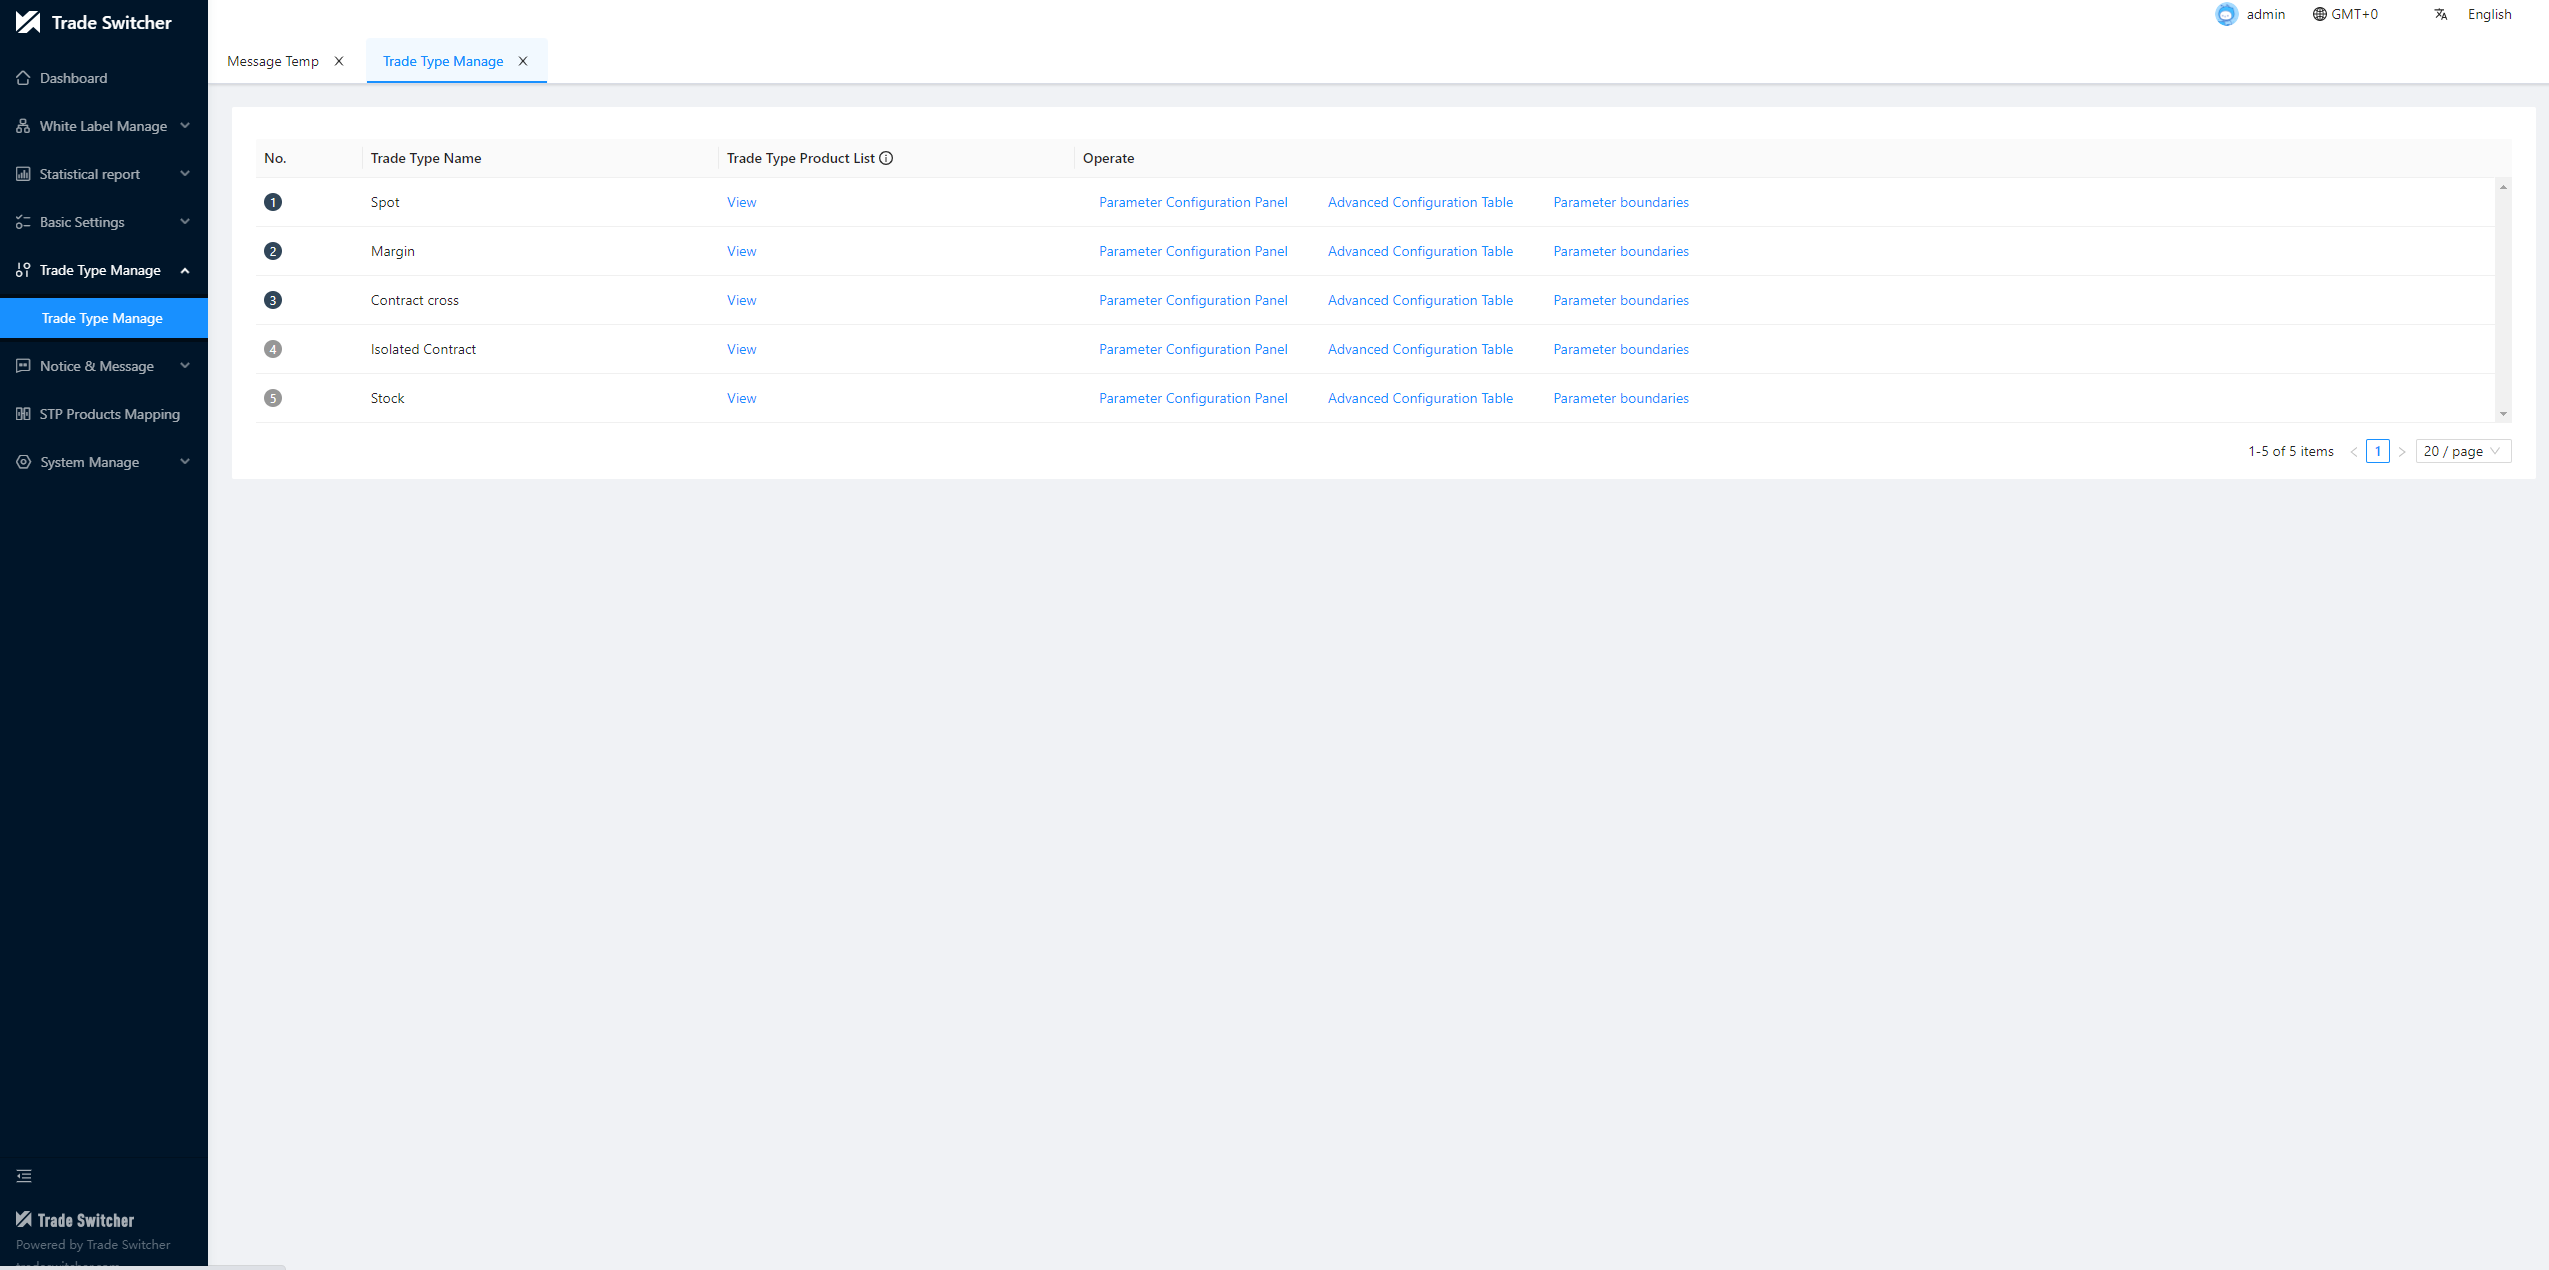 Trade Switcher
admin GMT+0 English
Message Temp Trade Type Manage
Dashboard
White Label Manage
Statistical report
Basic Settings
Trade Type Manage
Trade Type Manage
Notice & Message
STP Products Mapping
System Manage
No. Trade Type Name Trade Type Product List Operate
1 Spot View Parameter Configuration Panel Advanced Configuration Table Parameter boundaries
2 Margin View Parameter Configuration Panel Advanced Configuration Table Parameter boundaries
3 Contract cross View Parameter Configuration Panel Advanced Configuration Table Parameter boundaries
4 Isolated Contract View Parameter Configuration Panel Advanced Configuration Table Parameter boundaries
5 Stock View Parameter Configuration Panel Advanced Configuration Table Parameter boundaries
1-5 of 5 items 1 20 / page
Trade Switcher
Powered by Trade Switcher